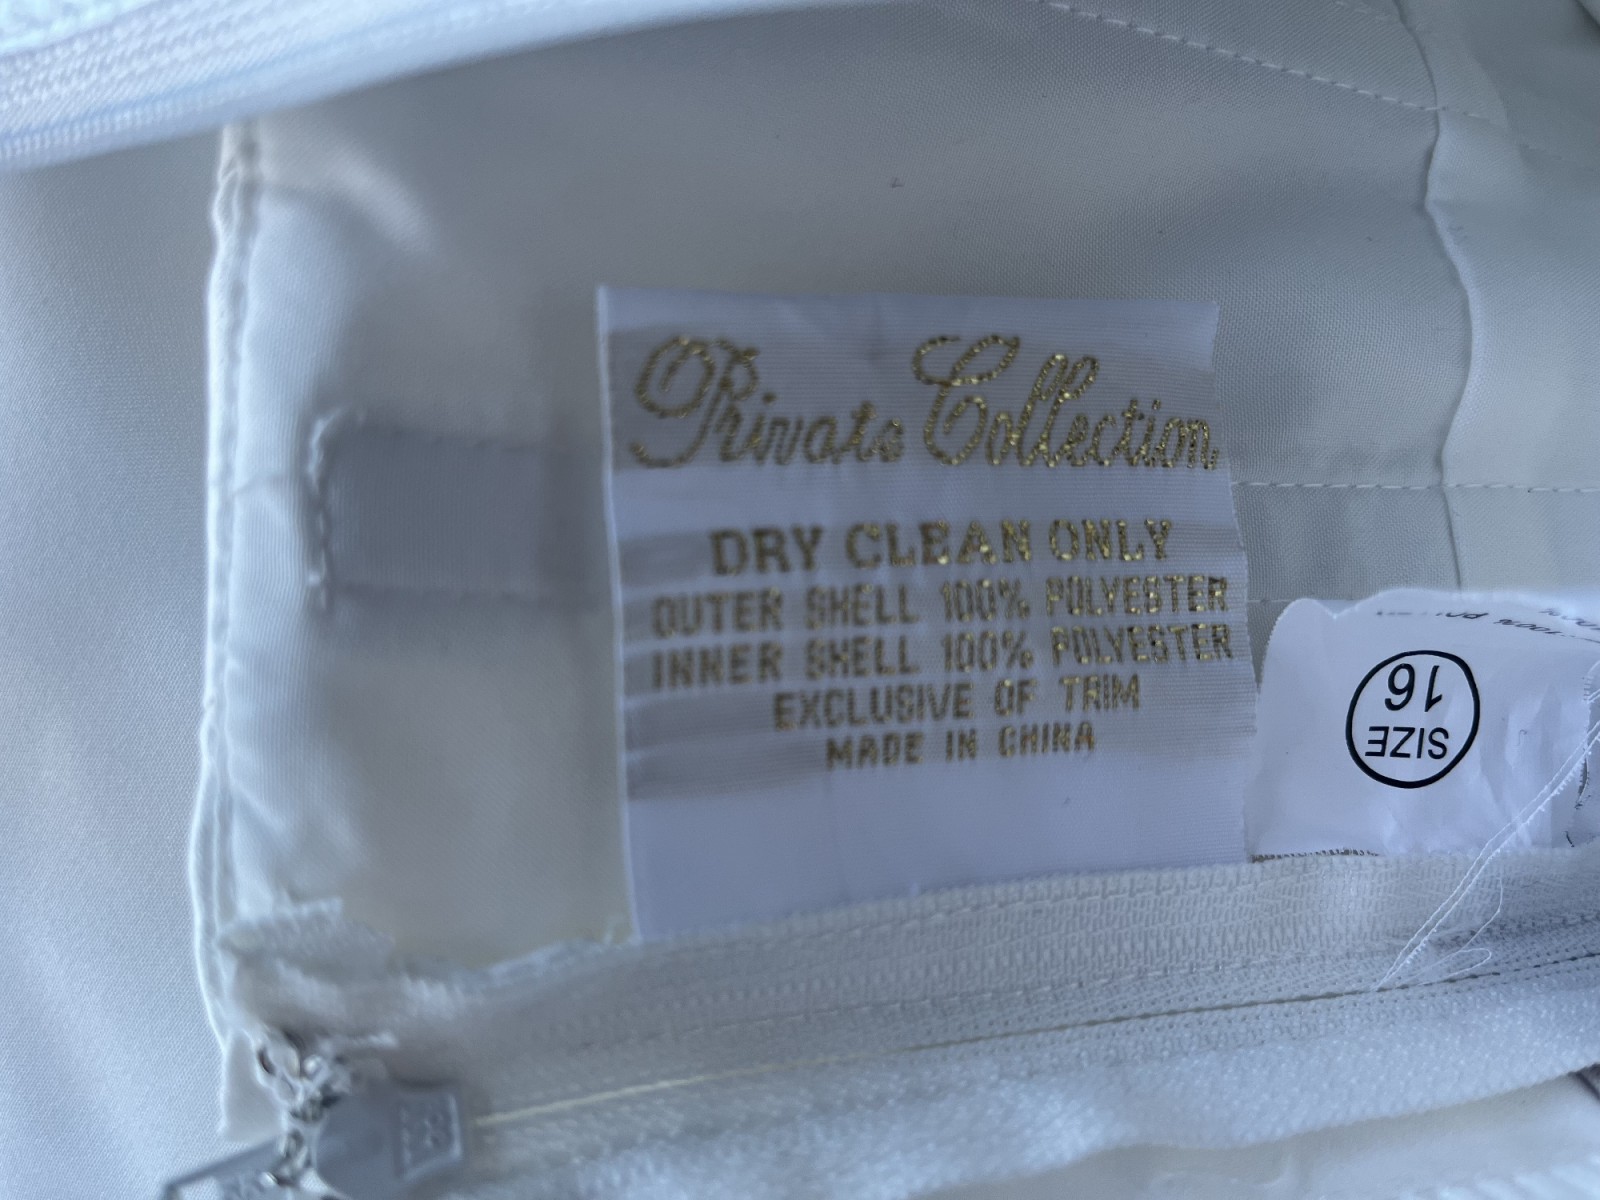 Private Collection
DRY CLEAN ONLY
OUTER SHELL 100% POLYESTER
INNER SHELL 100% POLYESTER
EXCLUSIVE OF TRIM
MADE IN CHINA
SIZE
16
100%